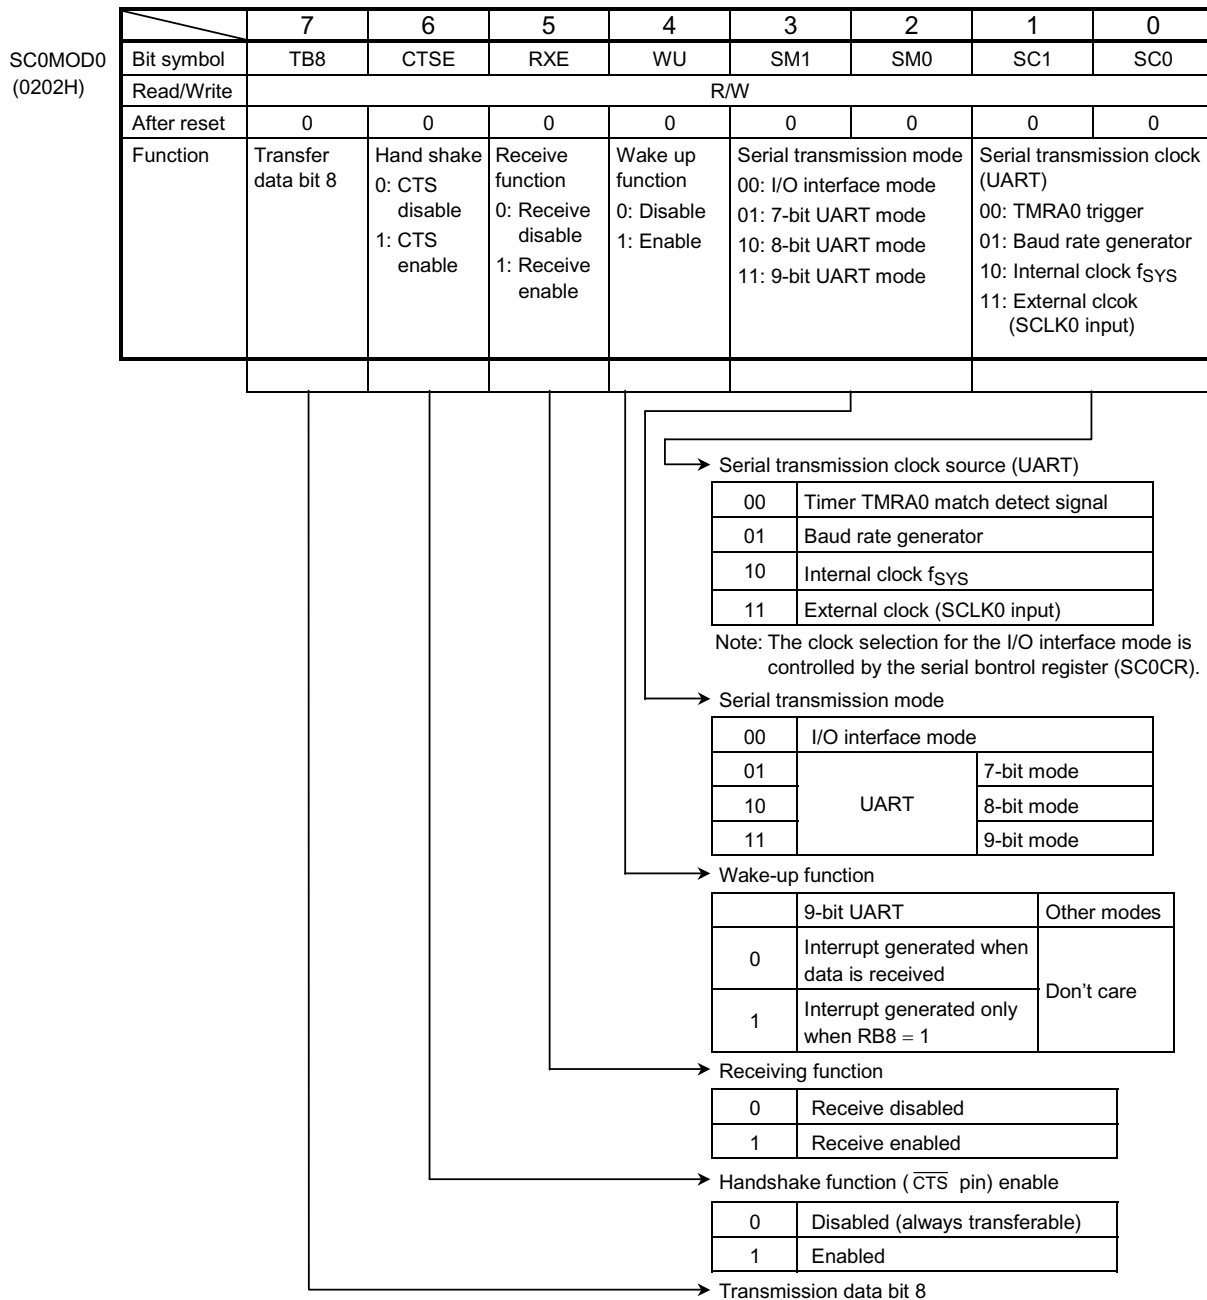 7 6 5 4 3 2 1 0
SC0MOD0 Bit symbol TB8 CTSE RXE WU SM1 SM0 SC1 SC0
(0202H) Read/Write R/W
After reset 0 0 0 0 0 0 0 0
Function
Transfer
data bit 8
Hand shake
0: CTS
disable
1: CTS
enable
Receive
function
0: Receive
disable
1: Receive
enable
Wake up
function
0: Disable
1: Enable
Serial transmission mode
00: I/O interface mode
01: 7-bit UART mode
10: 8-bit UART mode
11: 9-bit UART mode
Serial transmission clock
(UART)
00: TMRA0 trigger
01: Baud rate generator
10: Internal clock fSYS
11: External clcok
(SCLK0 input)
Serial transmission clock source (UART)
00 Timer TMRA0 match detect signal
01 Baud rate generator
10 Internal clock fSYS
11 External clock (SCLK0 input)
Note: The clock selection for the I/O interface mode is
controlled by the serial bontrol register (SC0CR).
Serial transmission mode
00 I/O interface mode
01 7-bit mode
10 UART 8-bit mode
11 9-bit mode
Wake-up function
9-bit UART Other modes
0 Interrupt generated when
data is received
Don't care
1 Interrupt generated only
when RB8 = 1
Receiving function
0 Receive disabled
1 Receive enabled
Handshake function (CTS pin) enable
0 Disabled (always transferable)
1 Enabled
Transmission data bit 8